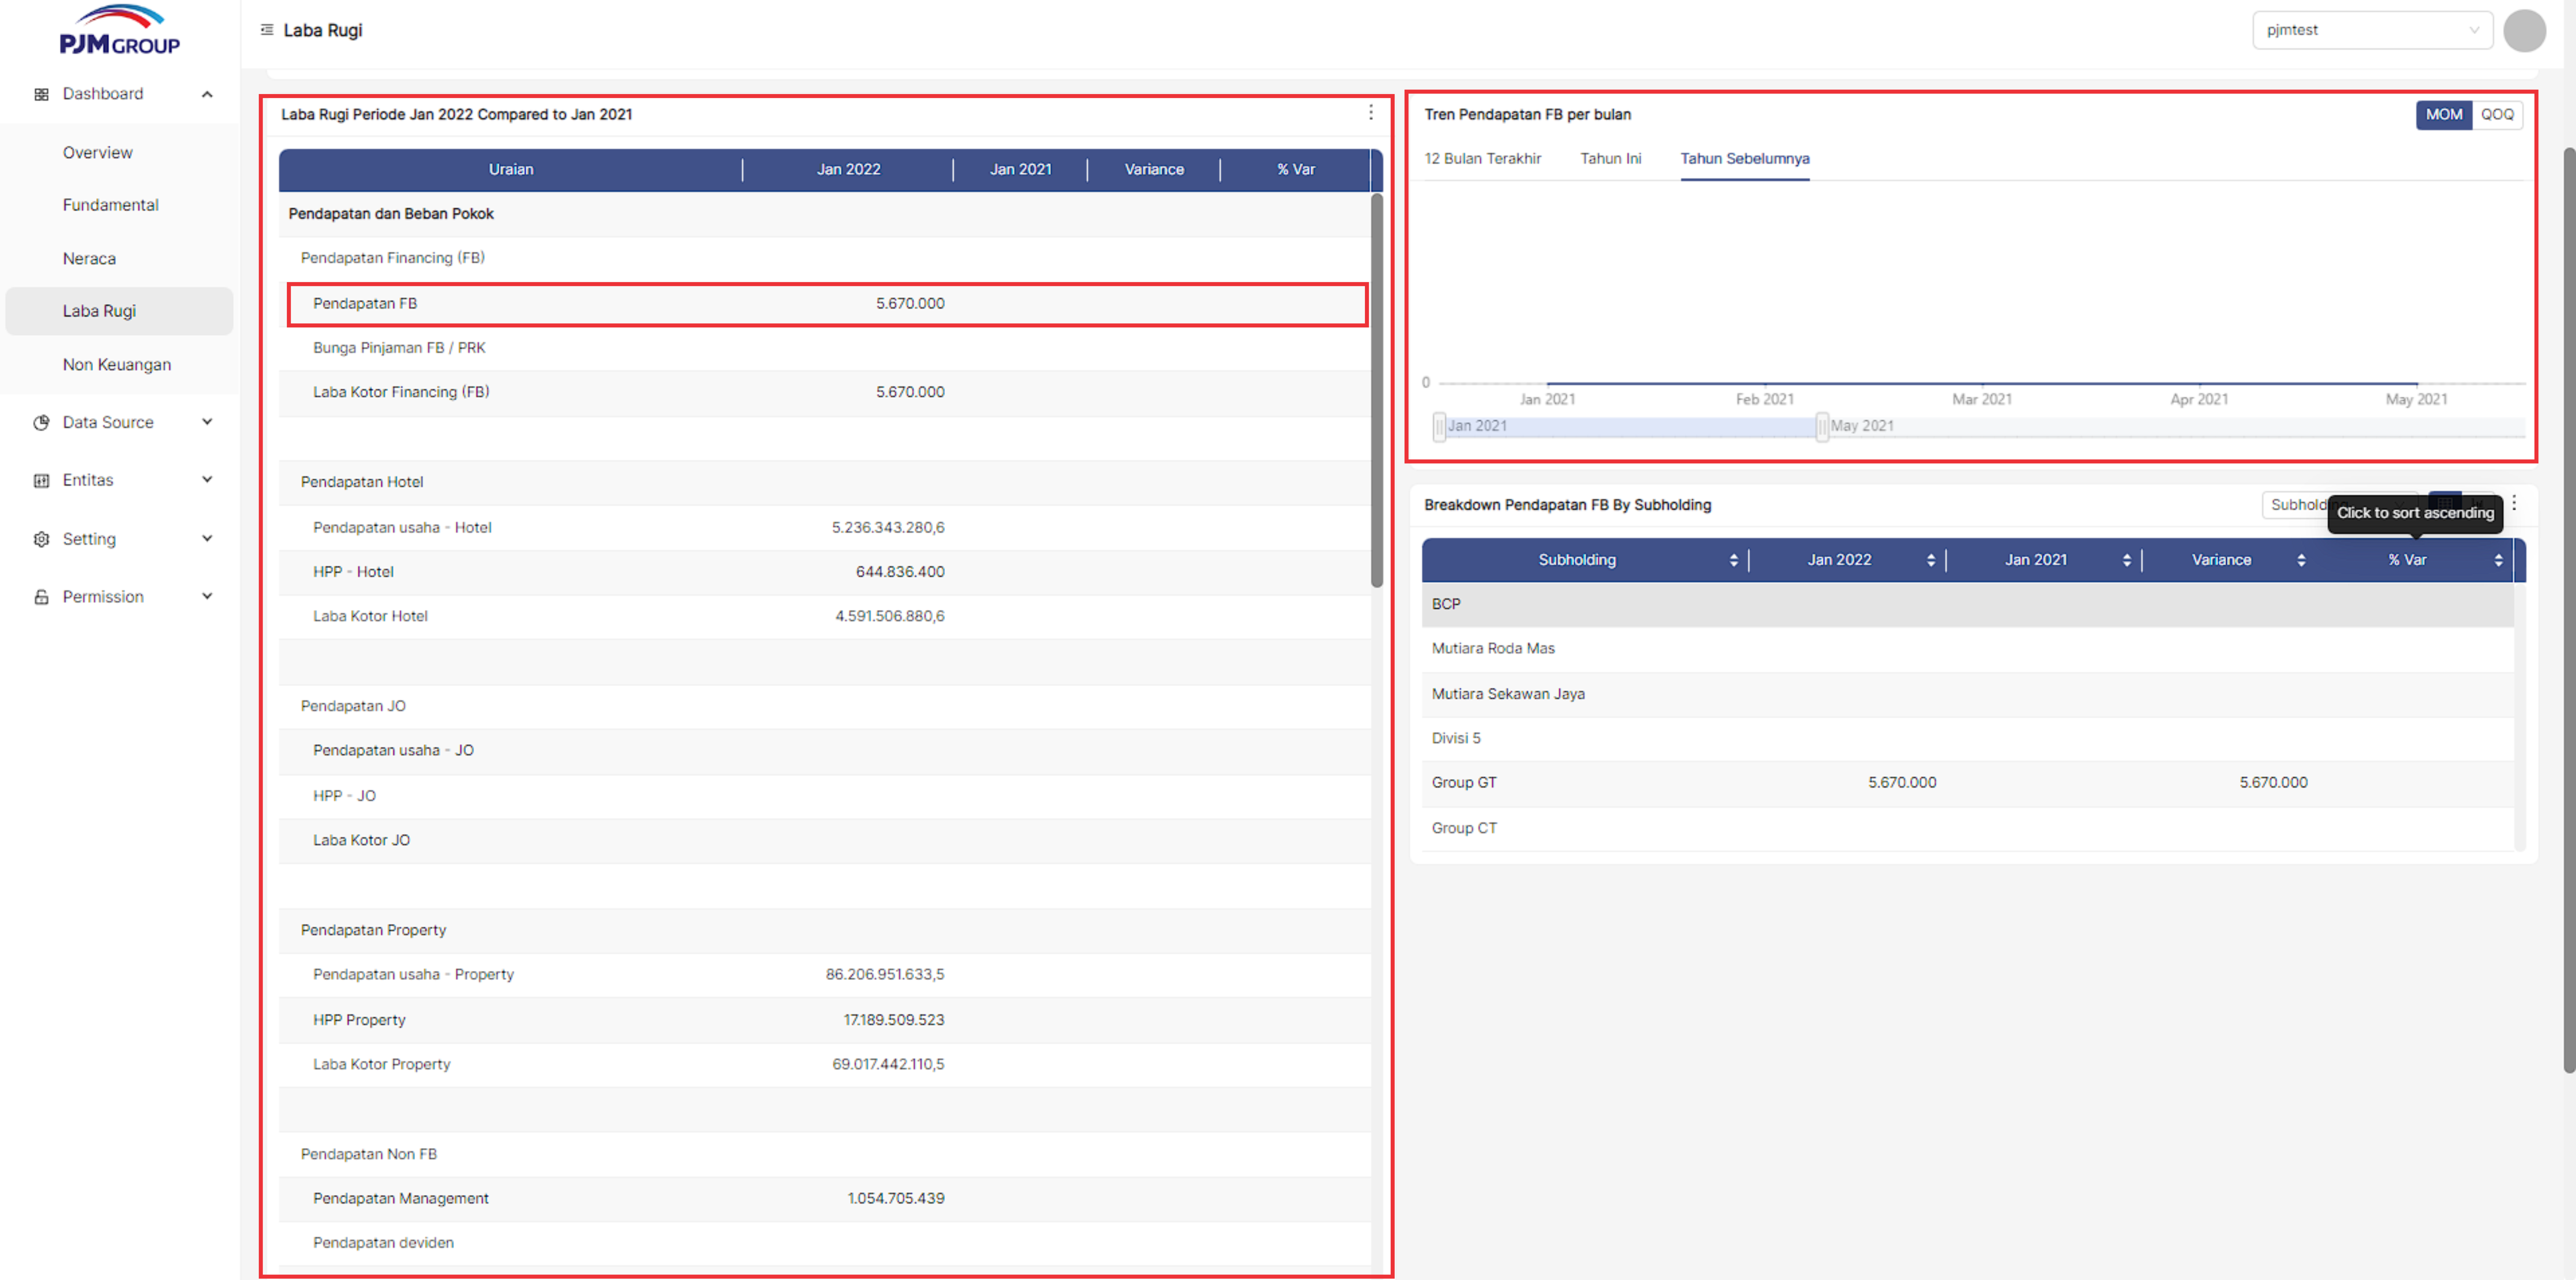 PJM GROUP
Laba Rugi
pjmtest
Dashboard
Overview
Fundamental
Neraca
Laba Rugi
Non Keuangan
Data Source
Entitas
Setting
Permission
Laba Rugi Periode Jan 2022 Compared to Jan 2021
Uraian Jan 2022 Jan 2021 Variance % Var
Pendapatan dan Beban Pokok
Pendapatan Financing (FB)
Pendapatan FB 5.670.000
Bunga Pinjaman FB / PRK
Laba Kotor Financing (FB) 5.670.000
Pendapatan Hotel
Pendapatan usaha - Hotel 5.236.343.280,6
HPP - Hotel 644.836.400
Laba Kotor Hotel 4.591.506.880,6
Pendapatan JO
Pendapatan usaha - JO
HPP - JO
Laba Kotor JO
Pendapatan Property
Pendapatan usaha - Property 86.206.951.633,5
HPP Property 17.189.509.523
Laba Kotor Property 69.017.442.110,5
Pendapatan Non FB
Pendapatan Management 1.054.705.439
Pendapatan deviden
Tren Pendapatan FB per bulan
MOM QOQ
12 Bulan Terakhir Tahun Ini Tahun Sebelumnya
0
Jan 2021 Feb 2021 Mar 2021 Apr 2021 May 2021
Jan 2021 May 2021
Breakdown Pendapatan FB By Subholding
Click to sort ascending
Subholding Jan 2022 Jan 2021 Variance % Var
BCP
Mutiara Roda Mas
Mutiara Sekawan Jaya
Divisi 5
Group GT 5.670.000 5.670.000
Group CT